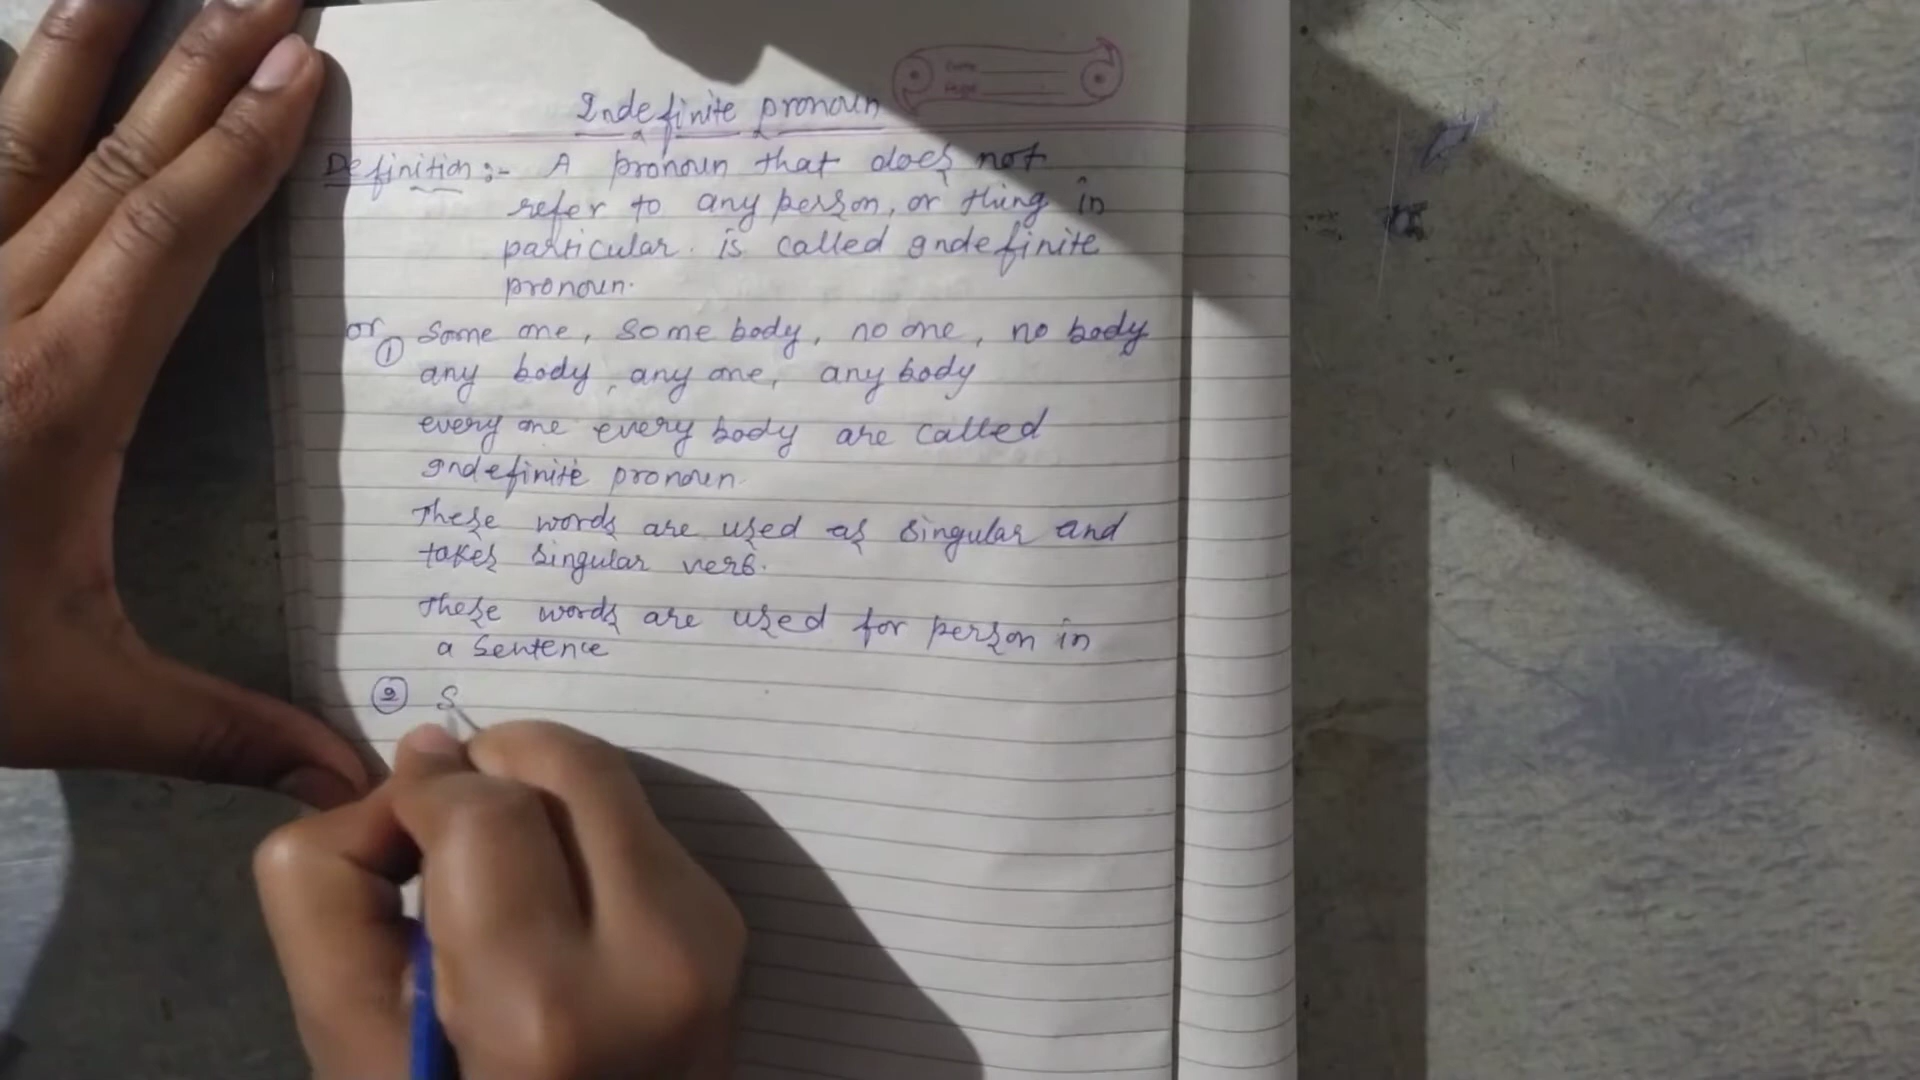 Indefinite pronoun
Definition :- A pronoun that does not
refer to any person, or thing in
particular. is called Indefinite
pronoun.
or ① Some one, Some body, no one, no body
any body, any one, any body
every one every body are called
Indefinite pronoun.
These words are used as singular and
takes singular verb.
These words are used for person in
a Sentence
② S